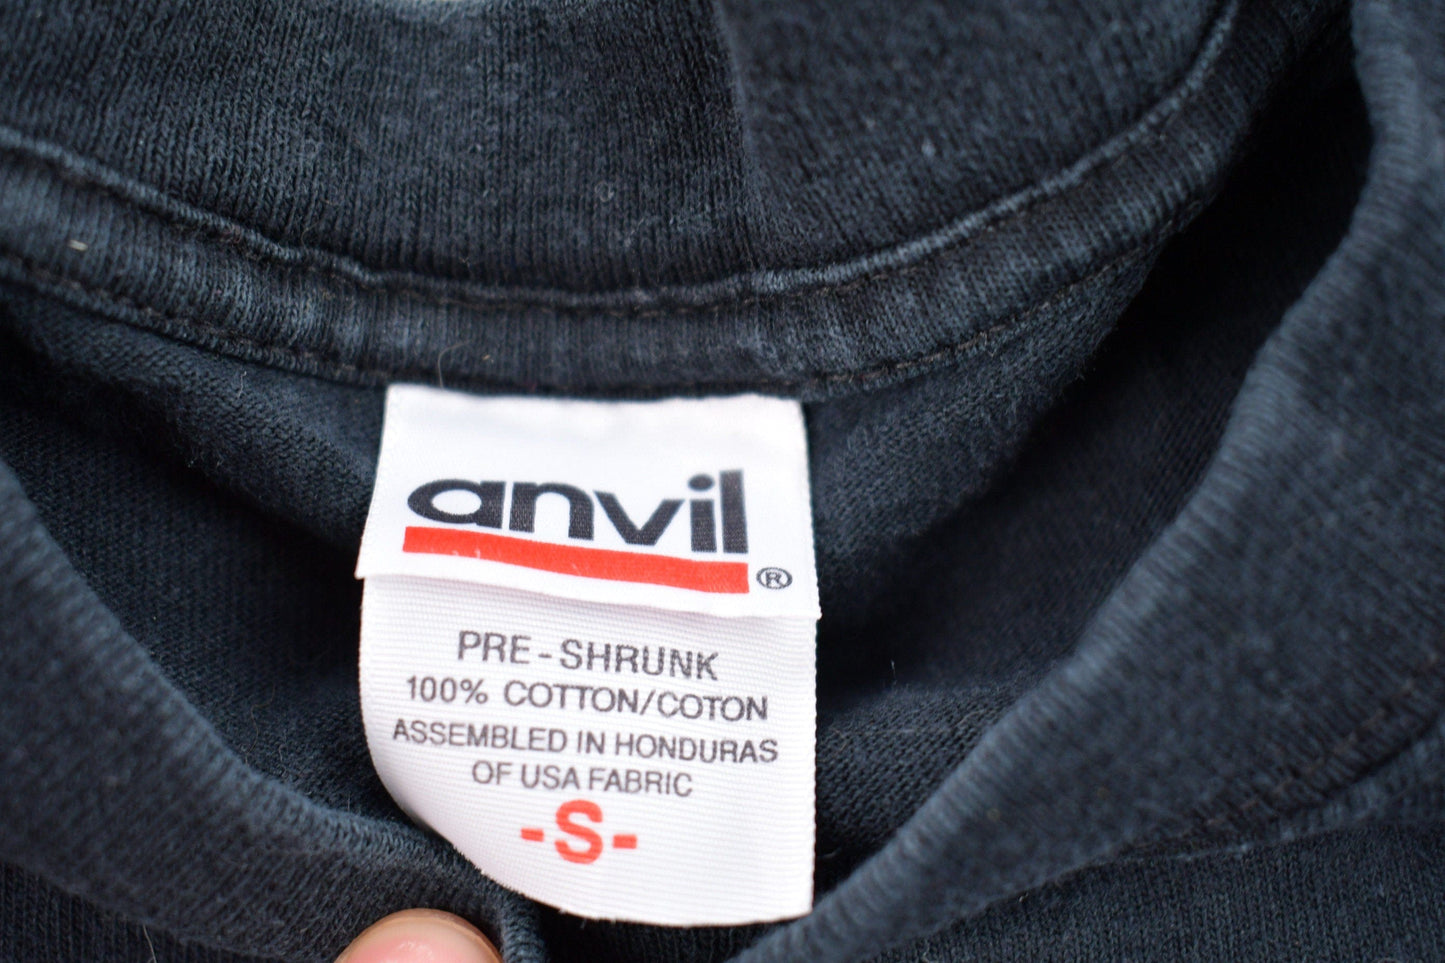 anvil®
PRE-SHRUNK
100% COTTON/COTON
ASSEMBLED IN HONDURAS
OF USA FABRIC
-S-